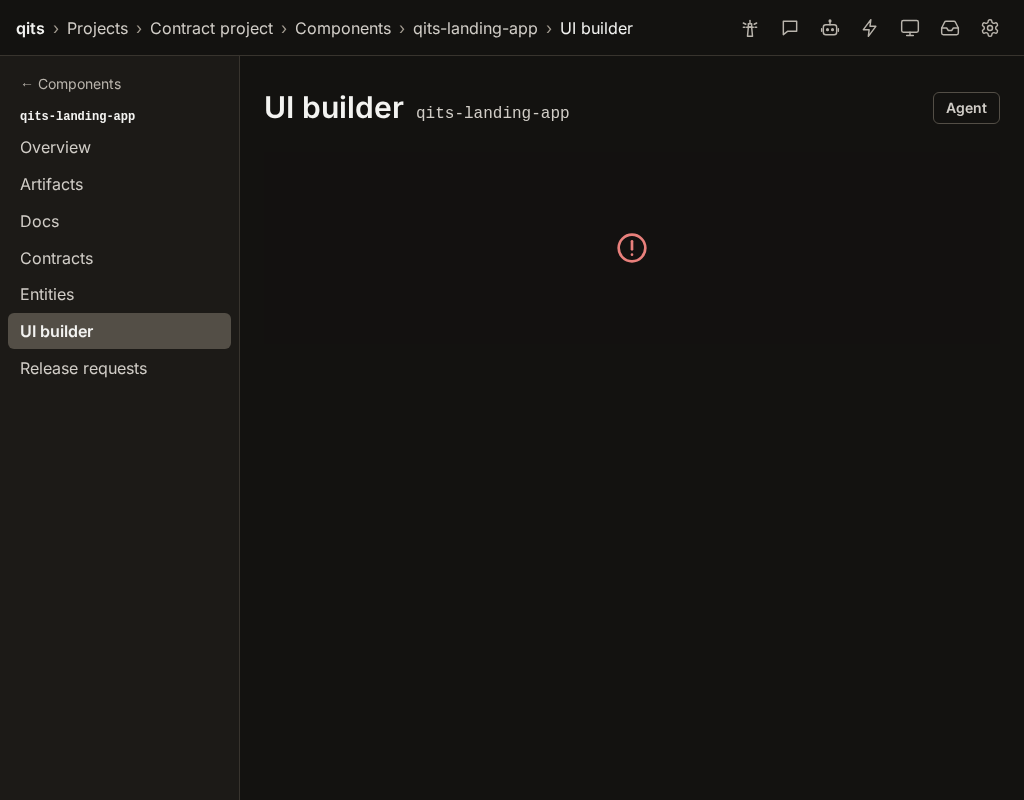 qits › Projects › Contract project › Components › qits-landing-app › UI builder
← Components
qits-landing-app
Overview
Artifacts
Docs
Contracts
Entities
UI builder
Release requests
UI builder qits-landing-app
Agent